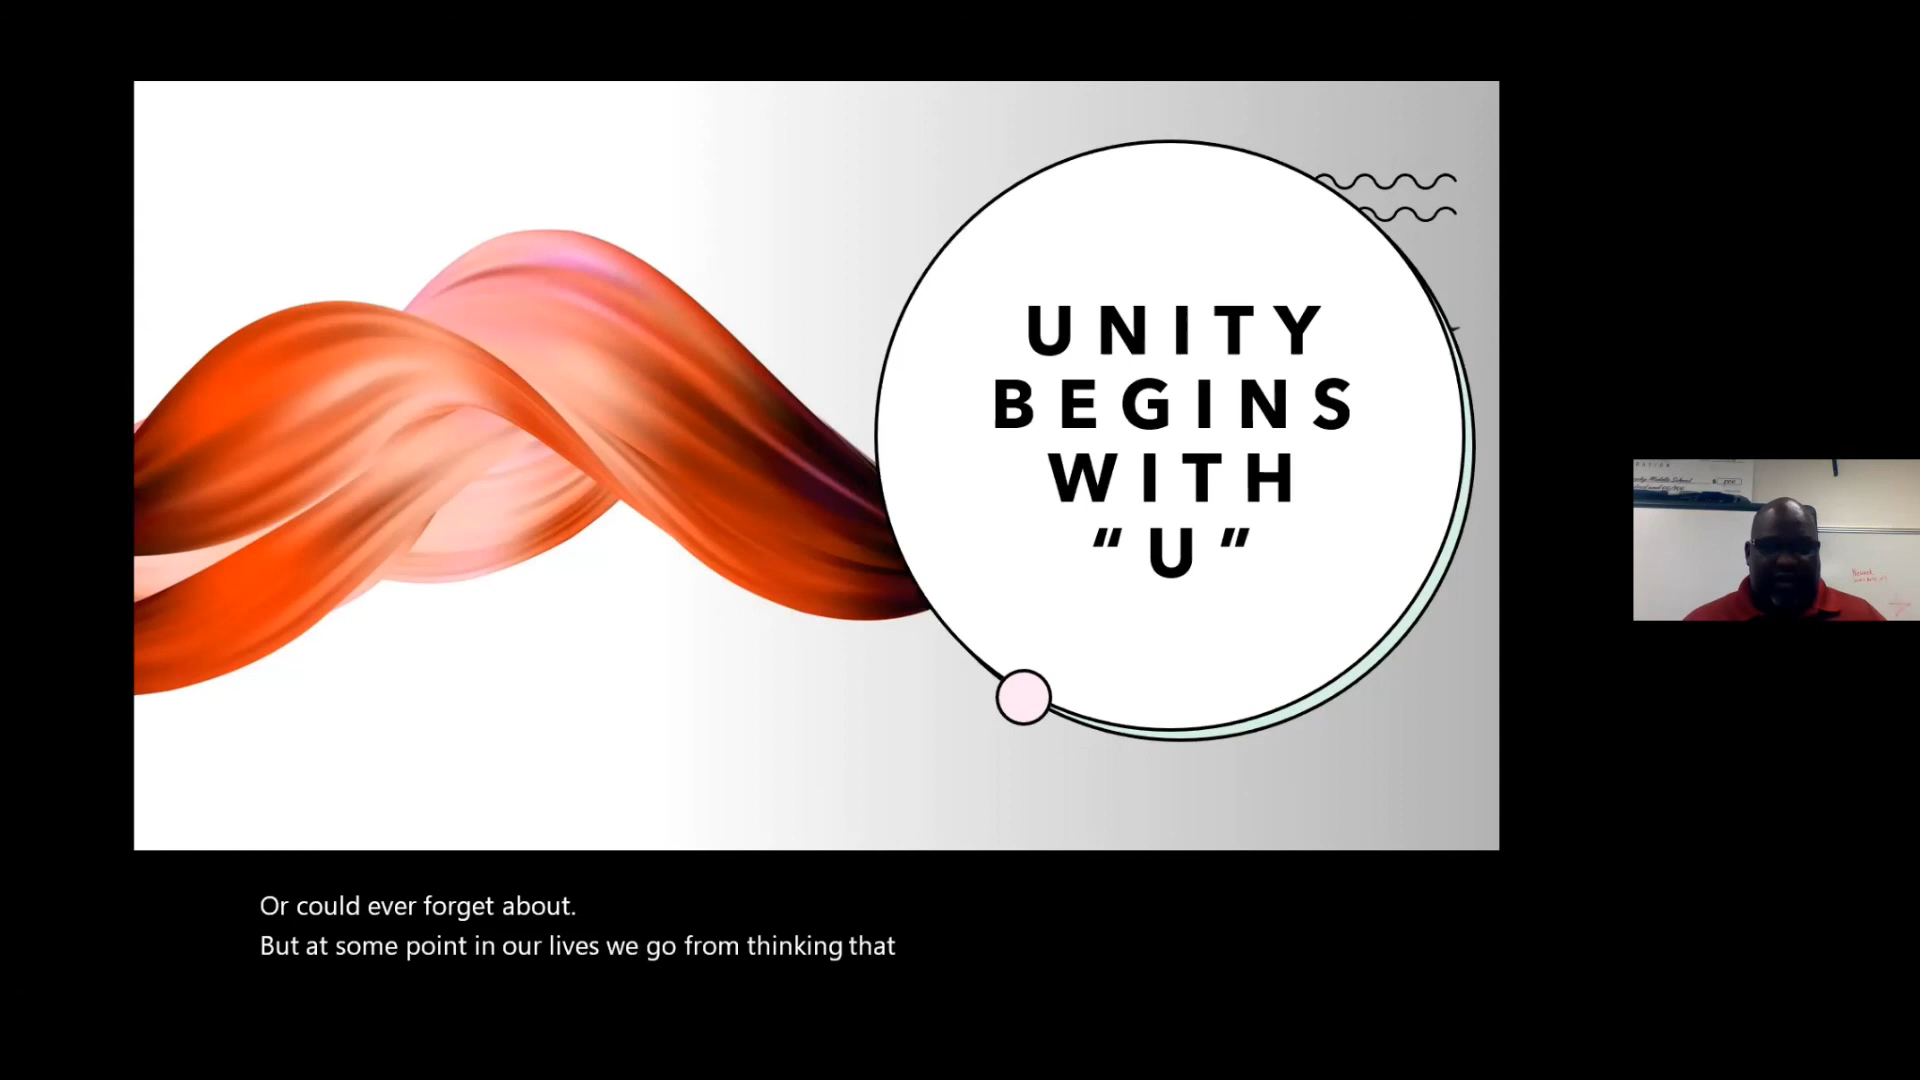 UNITY
BEGINS
WITH
“U”
Or could ever forget about.
But at some point in our lives we go from thinking that